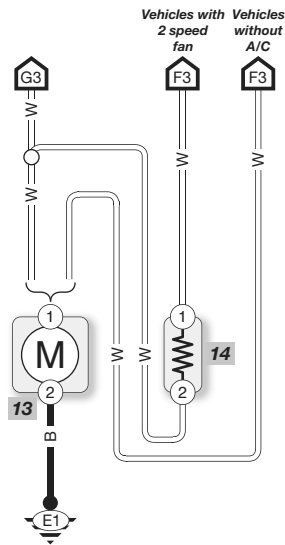 Vehicles with
2 speed
fan
Vehicles
without
A/C
G3
F3
F3
W
W
W
W
1
1
W
W
W
M
14
2
2
13
B
E1